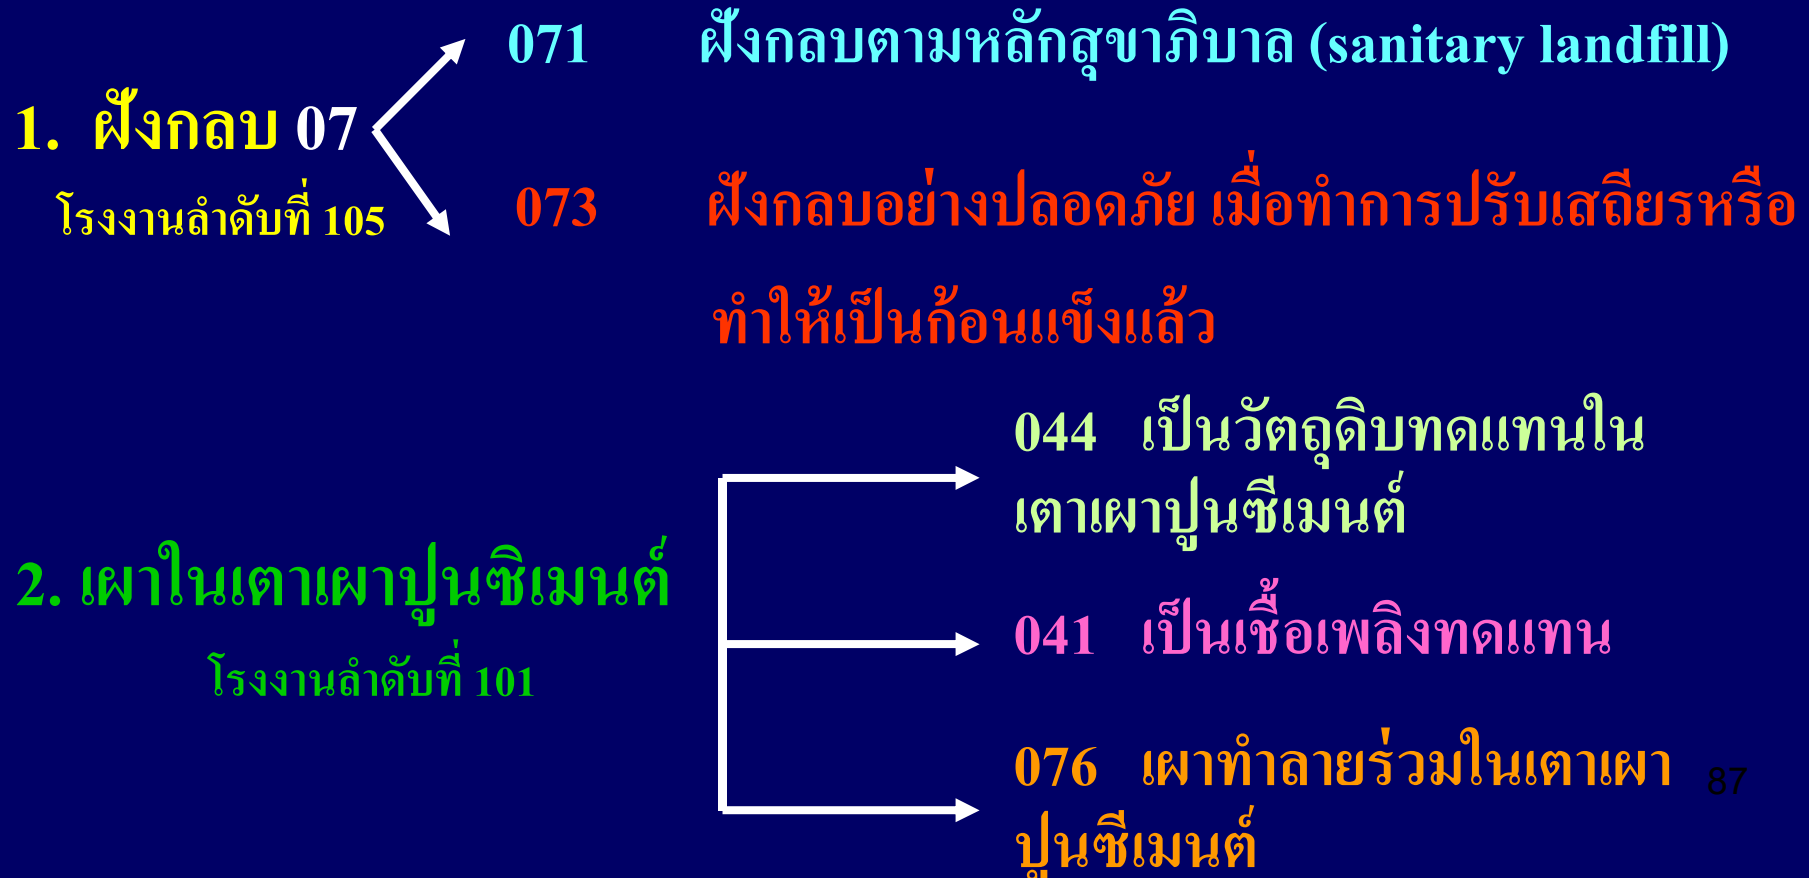 071 ฝังกลบตามหลักสุขาภิบาล (sanitary landfill)
1. ฝังกลบ 07
โรงงานลำดับที่ 105
073 ฝังกลบอย่างปลอดภัย เมื่อทำการปรับเสถียรหรือ
ทำให้เป็นก้อนแข็งแล้ว
044 เป็นวัตถุดิบทดแทนใน
เตาเผาปูนซีเมนต์
2. เผาในเตาเผาปูนซิเมนต์
โรงงานลำดับที่ 101
041 เป็นเชื้อเพลิงทดแทน
076 เผาทำลายร่วมในเตาเผา
ปูนซีเมนต์
87